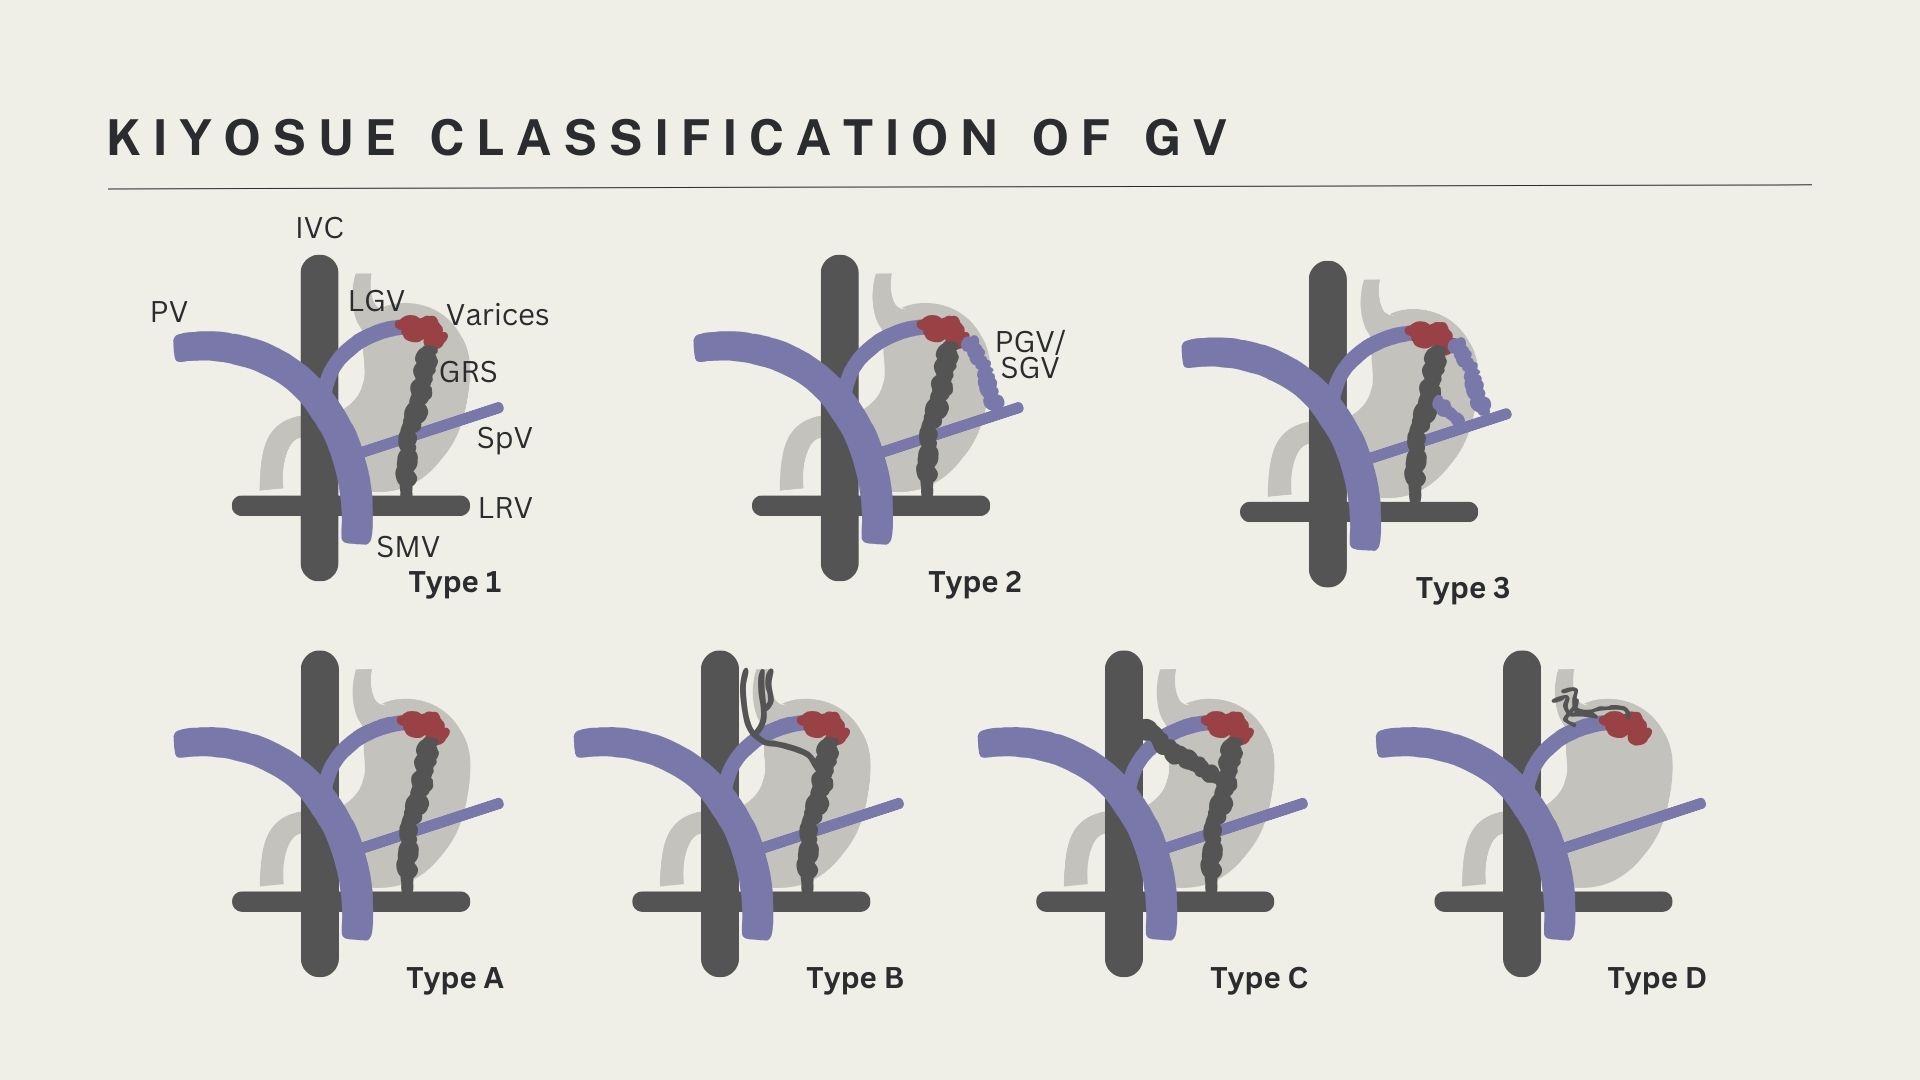 KIYOSUE CLASSIFICATION OF GV
IVC
PV
LGV
Varices
GRS
SpV
LRV
SMV
Type 1
PGV/
SGV
Type 2
Type 3
Type A
Type B
Type C
Type D